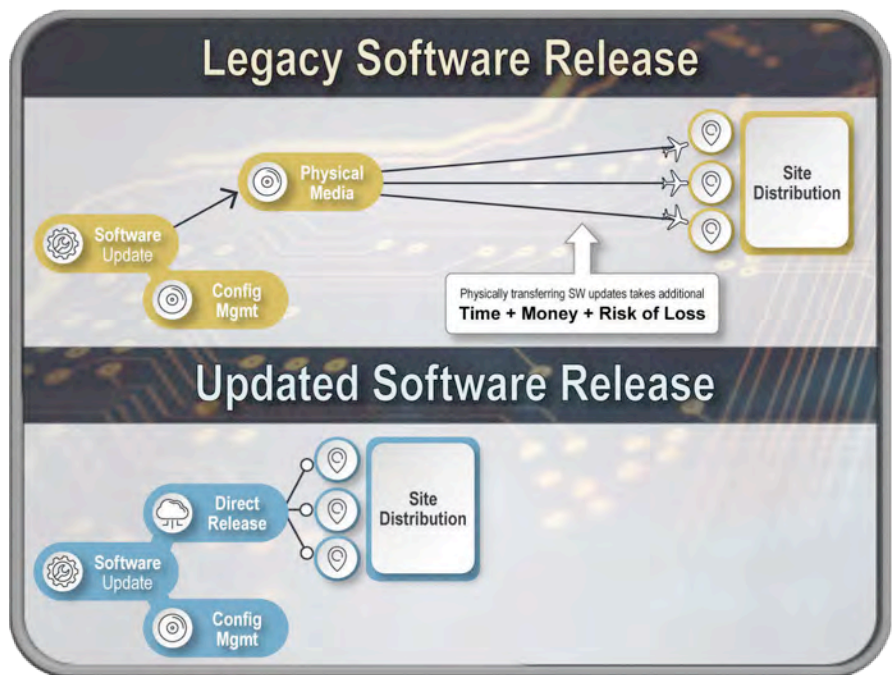 Legacy Software Release
Physical
Media
Site
Distribution
Software
Update
Config
Mgmt
Physically transferring SW updates takes additional
Time + Money + Risk of Loss
Updated Software Release
Direct
Release
Site
Distribution
Software
Update
Config
Mgmt